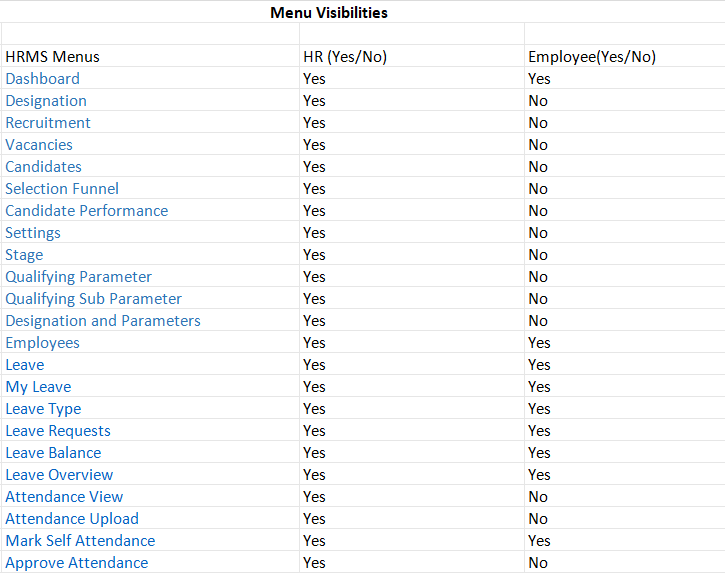 Menu Visibilities
HRMS Menus HR (Yes/No) Employee(Yes/No)
Dashboard Yes Yes
Designation Yes No
Recruitment Yes No
Vacancies Yes No
Candidates Yes No
Selection Funnel Yes No
Candidate Performance Yes No
Settings Yes No
Stage Yes No
Qualifying Parameter Yes No
Qualifying Sub Parameter Yes No
Designation and Parameters Yes No
Employees Yes Yes
Leave Yes Yes
My Leave Yes Yes
Leave Type Yes Yes
Leave Requests Yes Yes
Leave Balance Yes Yes
Leave Overview Yes Yes
Attendance View Yes No
Attendance Upload Yes No
Mark Self Attendance Yes Yes
Approve Attendance Yes No